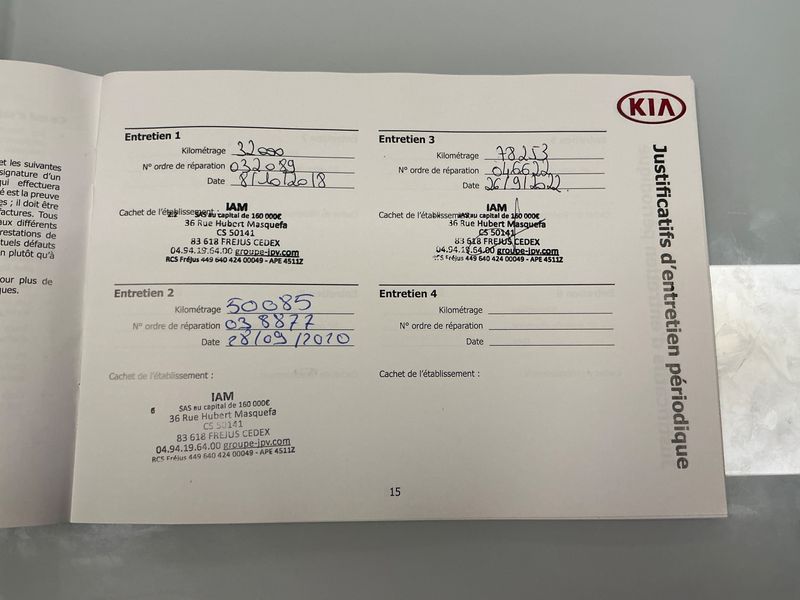 et les suivantes
signature d'un
qui effectuera
é est la preuve
es ; il doit être
factures. Tous
aux différents
restations de
tuels défauts
n plutôt qu'à
our plus de
ques.
KIA
Justificatifs d'entretien périodique
Entretien 1
Kilométrage 32000
N° ordre de réparation 032089
Date 8/10/2018
Cachet de l'établissement :
IAM
SAS au capital de 160 000€
36 Rue Hubert Masquefa
CS 50141
83 618 FREJUS CEDEX
04.94.19.64.00 groupe-jpv.com
RCS Fréjus 449 640 424 00049 - APE 4511Z
Entretien 2
Kilométrage 50085
N° ordre de réparation 038877
Date 28/09/2020
Cachet de l'établissement :
IAM
6 SAS au capital de 160 000€
36 Rue Hubert Masquefa
CS 50141
83 618 FREJUS CEDEX
04.94.19.64.00 groupe-jpv.com
RCS Fréjus 449 640 424 00049 - APE 4511Z
Entretien 3
Kilométrage 78253
N° ordre de réparation 046622
Date 26/9/2022.
Cachet de l'établissement
IAM
SAS au capital de 160 000€
36 Rue Hubert Masquefa
CS 50141
83 618 FREJUS CEDEX
04.94.19.64.00 groupe-jpv.com
RCS Fréjus 449 640 424 00049 - APE 4511Z
Entretien 4
Kilométrage
N° ordre de réparation
Date
Cachet de l'établissement :
15